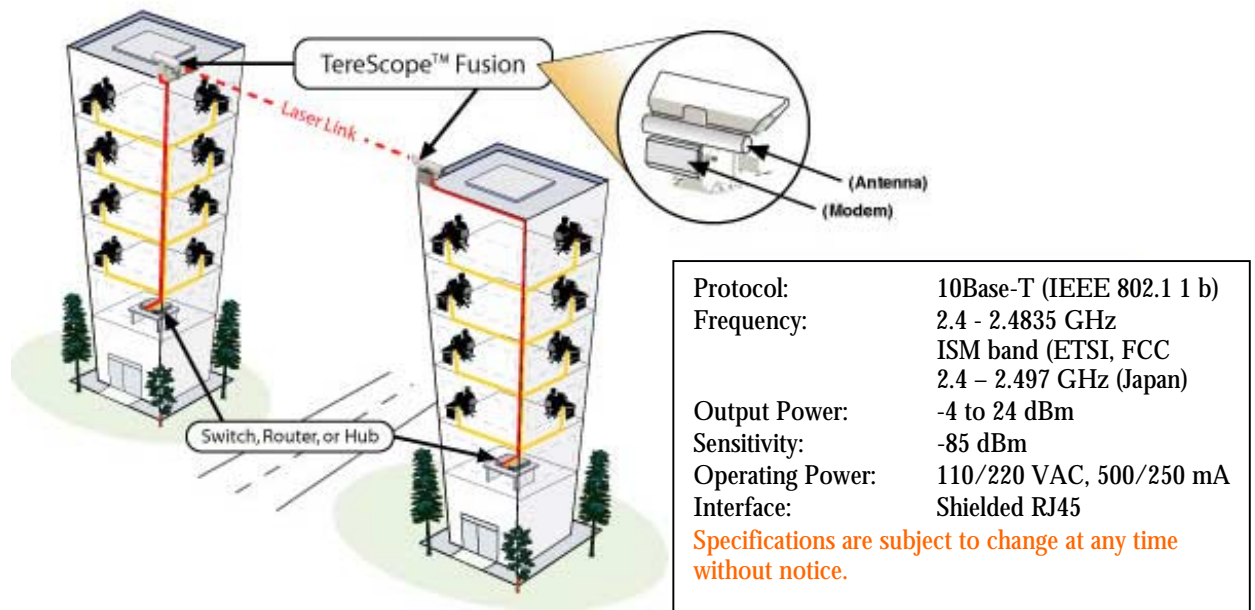 TereScope™ Fusion
Laser Link
(Antenna)
(Modem)
Switch, Router, or Hub
Protocol: 10Base-T (IEEE 802.1 1 b)
Frequency: 2.4 - 2.4835 GHz
ISM band (ETSI, FCC
2.4 – 2.497 GHz (Japan)
Output Power: -4 to 24 dBm
Sensitivity: -85 dBm
Operating Power: 110/220 VAC, 500/250 mA
Interface: Shielded RJ45
Specifications are subject to change at any time
without notice.